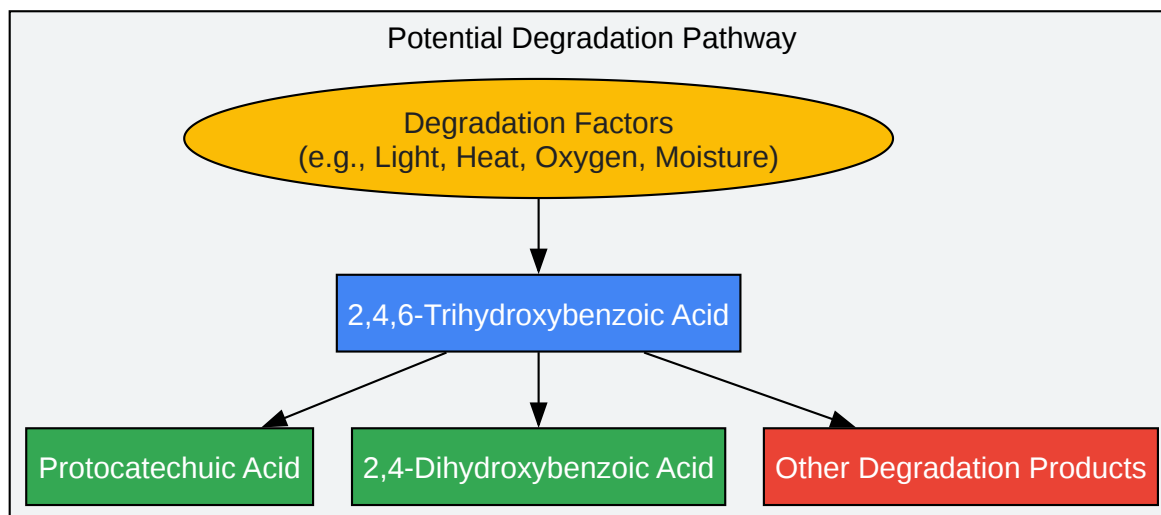 Potential Degradation Pathway
Degradation Factors
(e.g., Light, Heat, Oxygen, Moisture)
2,4,6-Trihydroxybenzoic Acid
Protocatechuic Acid
2,4-Dihydroxybenzoic Acid
Other Degradation Products